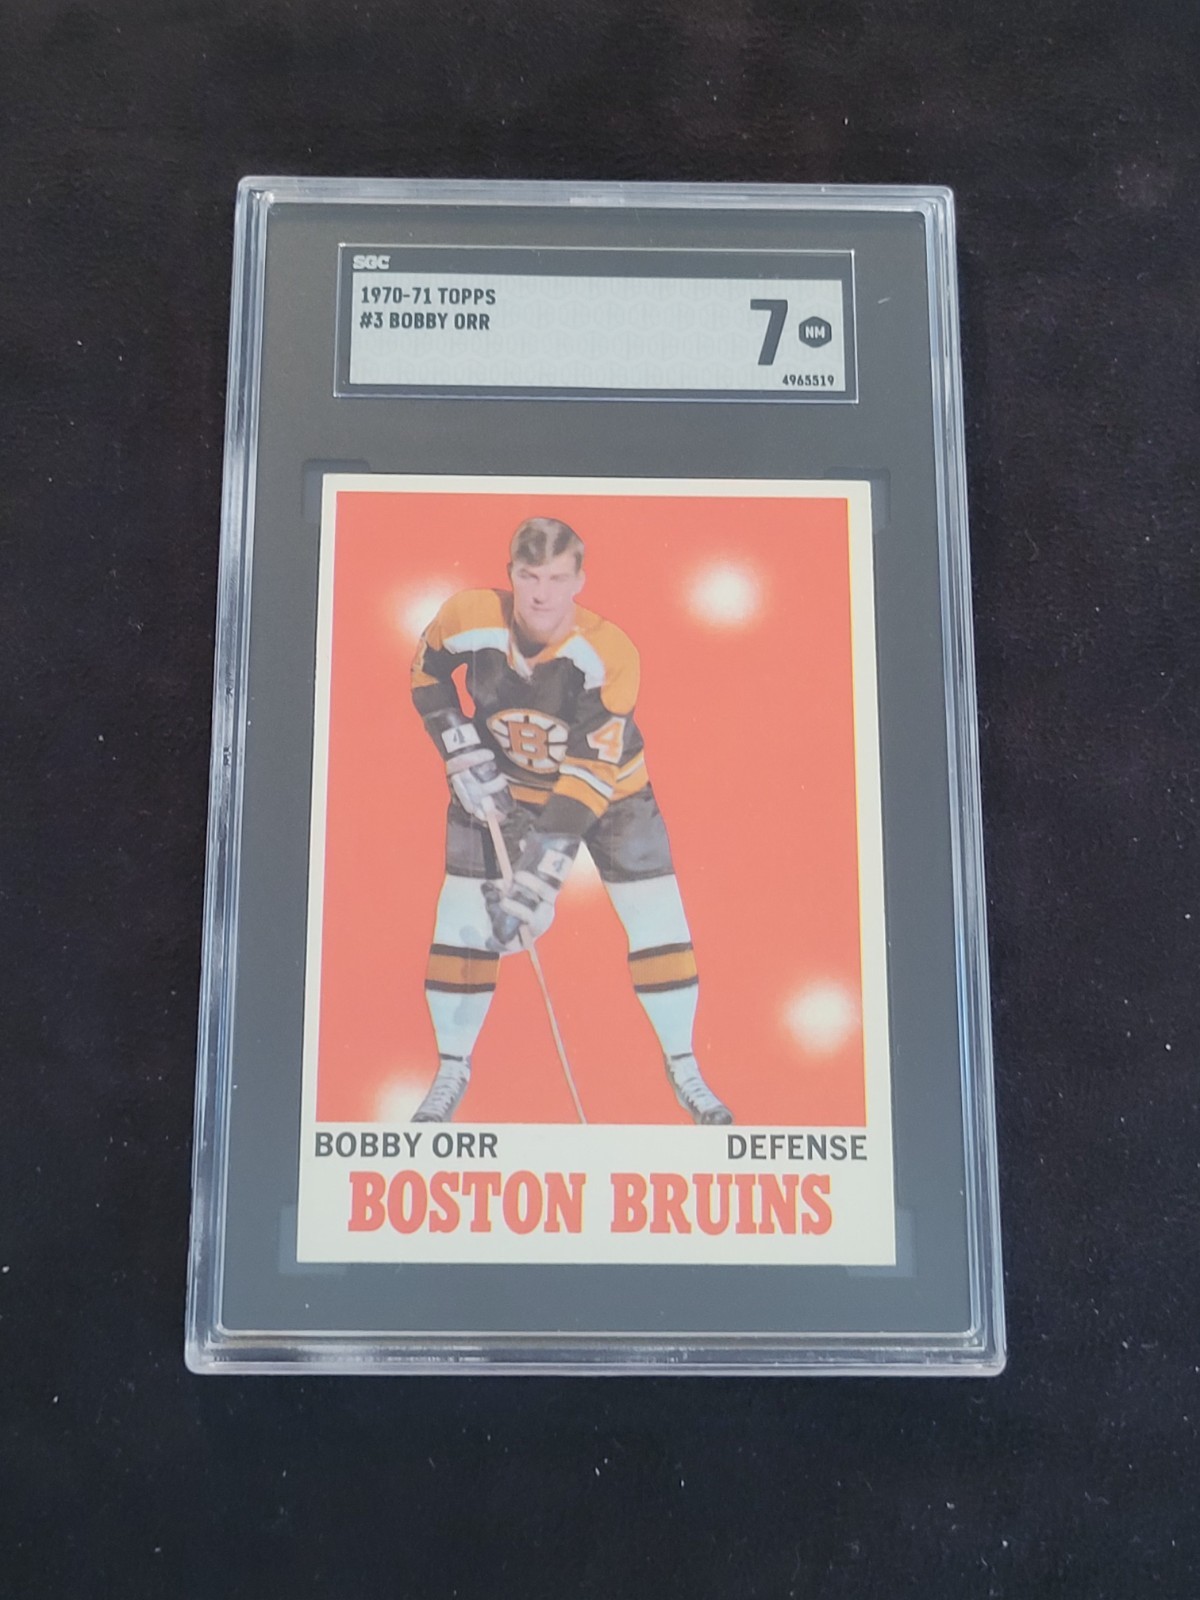 SGC
1970-71 TOPPS
#3 BOBBY ORR
7 NM
4965519
B
4
4
4
BOBBY ORR DEFENSE
BOSTON BRUINS